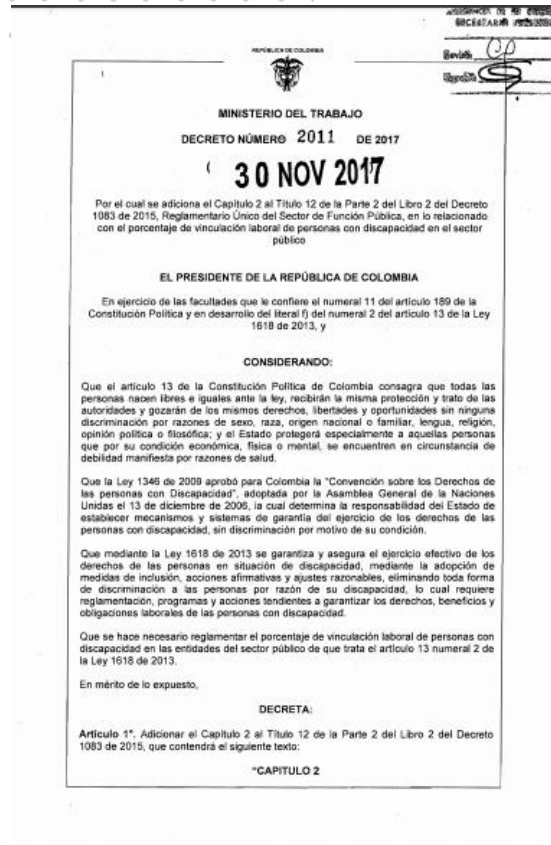 SECRETARIA
REPÚBLICA DE COLOMBIA
Revisó
Aprobó
MINISTERIO DEL TRABAJO
DECRETO NÚMERO 2011 DE 2017
30 NOV 2017
Por el cual se adiciona el Capítulo 2 al Título 12 de la Parte 2 del Libro 2 del Decreto
1083 de 2015, Reglamentario Único del Sector de Función Pública, en lo relacionado
con el porcentaje de vinculación laboral de personas con discapacidad en el sector
público
EL PRESIDENTE DE LA REPÚBLICA DE COLOMBIA
En ejercicio de las facultades que le confiere el numeral 11 del artículo 189 de la
Constitución Política y en desarrollo del literal f) del numeral 2 del artículo 13 de la Ley
1618 de 2013, y
CONSIDERANDO:
Que el artículo 13 de la Constitución Política de Colombia consagra que todas las
personas nacen libres e iguales ante la ley, recibirán la misma protección y trato de las
autoridades y gozarán de los mismos derechos, libertades y oportunidades sin ninguna
discriminación por razones de sexo, raza, origen nacional o familiar, lengua, religión,
opinión política o filosófica; y el Estado protegerá especialmente a aquellas personas
que por su condición económica, física o mental, se encuentren en circunstancia de
debilidad manifiesta por razones de salud.
Que la Ley 1346 de 2009 aprobó para Colombia la "Convención sobre los Derechos de
las personas con Discapacidad", adoptada por la Asamblea General de la Naciones
Unidas el 13 de diciembre de 2006, la cual determina la responsabilidad del Estado de
establecer mecanismos y sistemas de garantía del ejercicio de los derechos de las
personas con discapacidad, sin discriminación por motivo de su condición.
Que mediante la Ley 1618 de 2013 se garantiza y asegura el ejercicio efectivo de los
derechos de las personas en situación de discapacidad, mediante la adopción de
medidas de inclusión, acciones afirmativas y ajustes razonables, eliminando toda forma
de discriminación a las personas por razón de su discapacidad, lo cual requiere
reglamentación, programas y acciones tendientes a garantizar los derechos, beneficios y
obligaciones laborales de las personas con discapacidad.
Que se hace necesario reglamentar el porcentaje de vinculación laboral de personas con
discapacidad en las entidades del sector público de que trata el artículo 13 numeral 2 de
la Ley 1618 de 2013.
En mérito de lo expuesto,
DECRETA:
Artículo 1°. Adicionar el Capítulo 2 al Título 12 de la Parte 2 del Libro 2 del Decreto
1083 de 2015, que contendrá el siguiente texto:
"CAPITULO 2